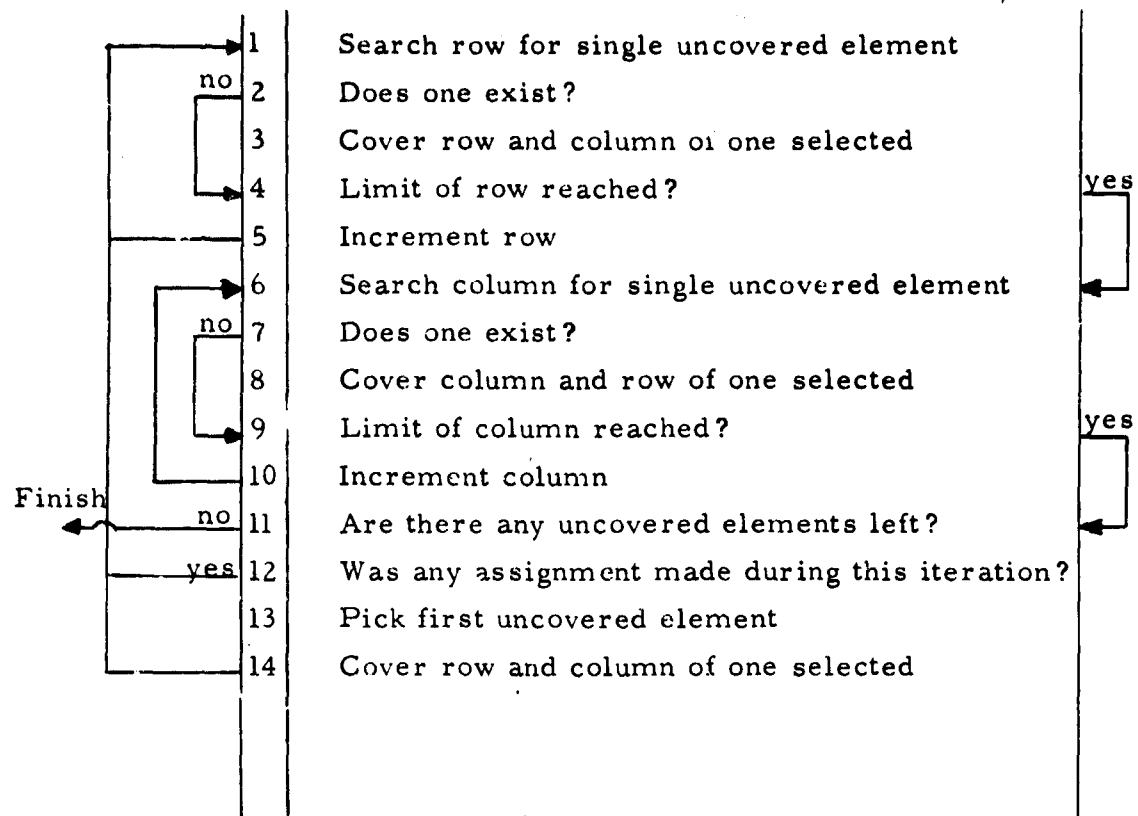 1 Search row for single uncovered element
no 2 Does one exist?
3 Cover row and column of one selected
4 Limit of row reached? yes
5 Increment row
6 Search column for single uncovered element
no 7 Does one exist?
8 Cover column and row of one selected
9 Limit of column reached? yes
10 Increment column
Finish
no 11 Are there any uncovered elements left?
yes 12 Was any assignment made during this iteration?
13 Pick first uncovered element
14 Cover row and column of one selected